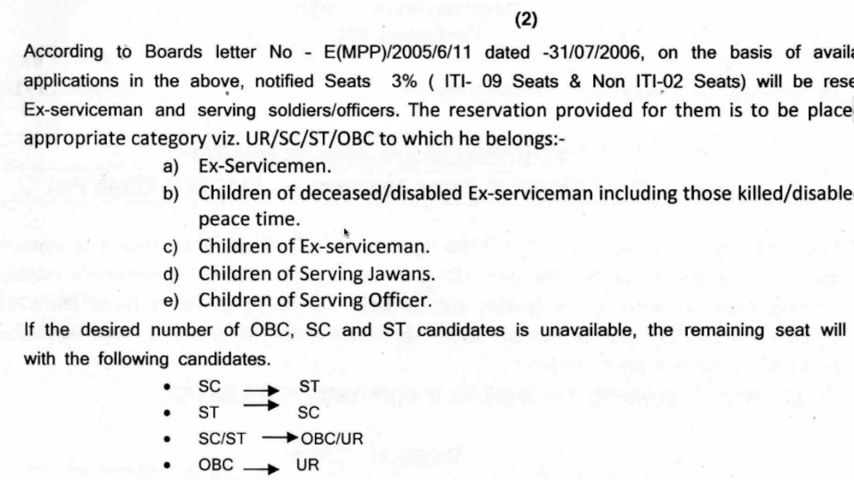 (2)
According to Boards letter No - E(MPP)/2005/6/11 dated -31/07/2006, on the basis of
applications in the above, notified Seats 3% ( ITI- 09 Seats & Non ITI-02 Seats) will be
Ex-serviceman and serving soldiers/officers. The reservation provided for them is to be
appropriate category viz. UR/SC/ST/OBC to which he belongs:-
a) Ex-Servicemen.
b) Children of deceased/disabled Ex-serviceman including those
peace time.
c) Children of Ex-serviceman.
d) Children of Serving Jawans.
e) Children of Serving Officer.
If the desired number of OBC, SC and ST candidates is unavailable, the remaining seat will
with the following candidates.
• SC → ST
• ST → SC
• SC/ST → OBC/UR
• OBC → UR